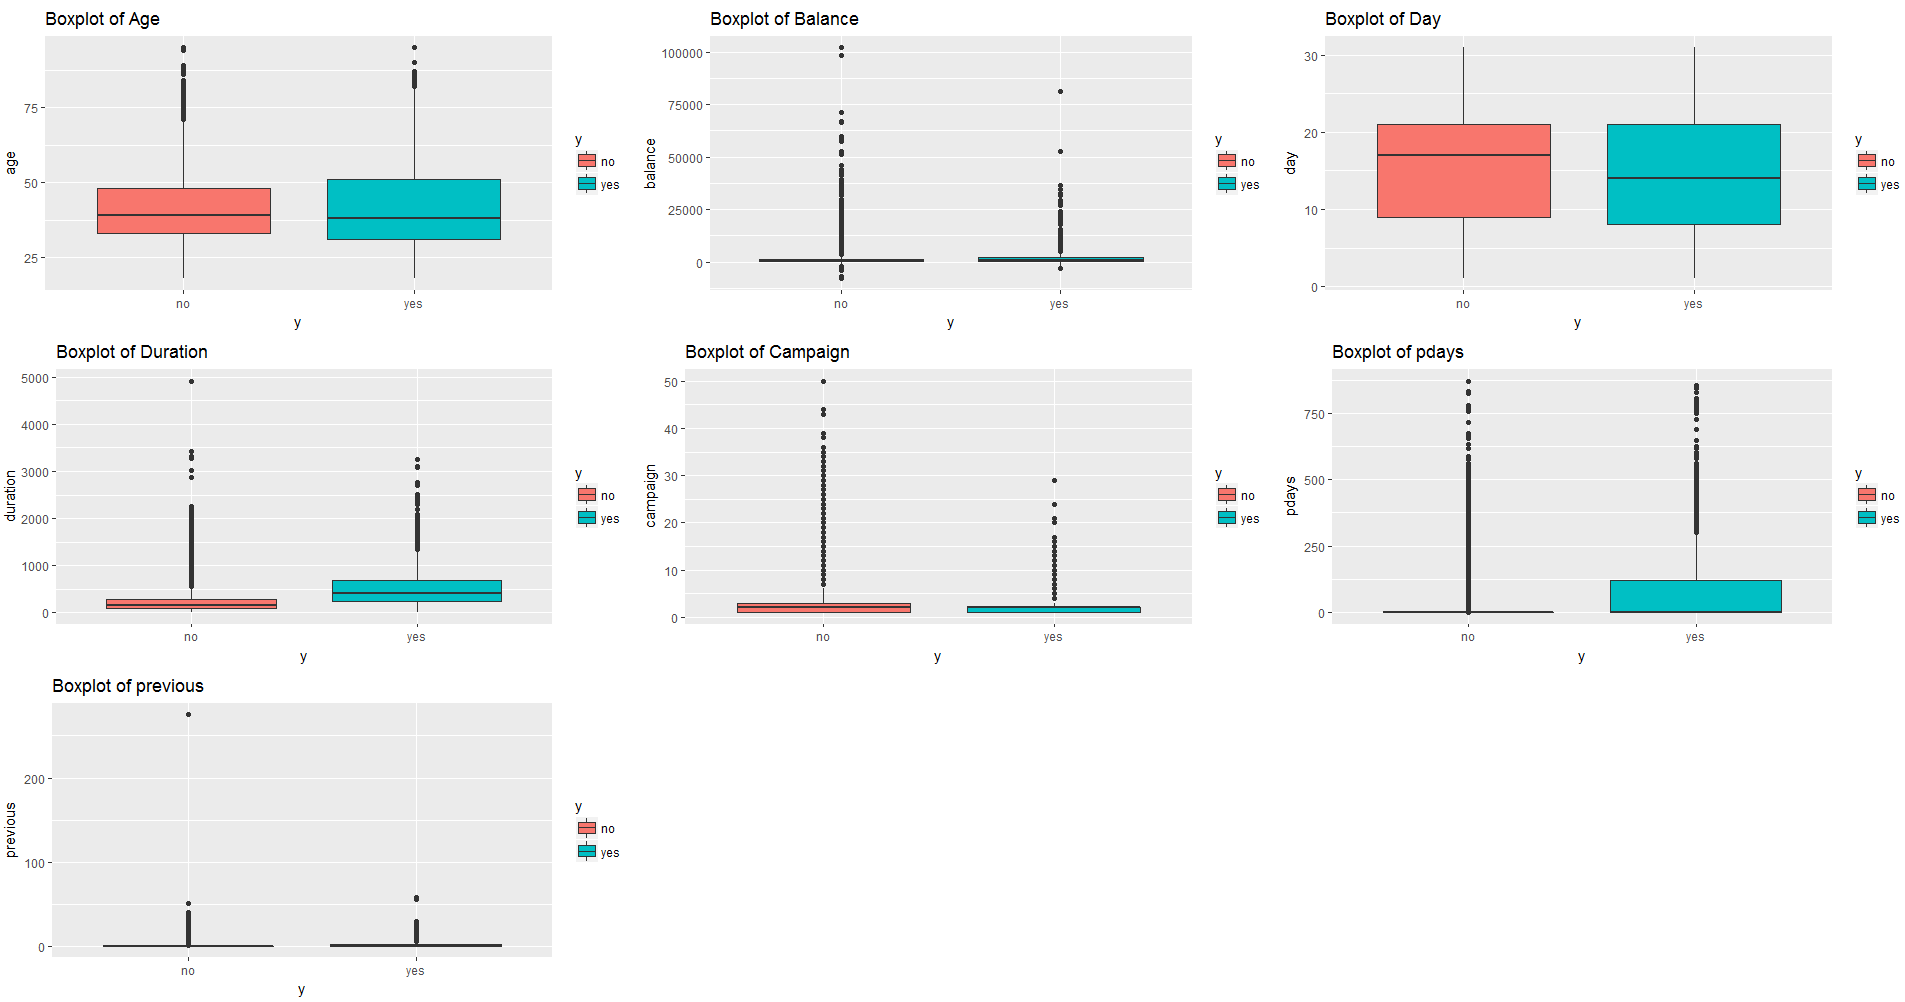 Boxplot of Age
age
75
50
25
no
yes
y
y
no
yes
Boxplot of Balance
balance
100000
75000
50000
25000
0
no
yes
y
y
no
yes
Boxplot of Day
day
30
20
10
0
no
yes
y
y
no
yes
Boxplot of Duration
duration
5000
4000
3000
2000
1000
0
no
yes
y
y
no
yes
Boxplot of Campaign
campaign
50
40
30
20
10
0
no
yes
y
y
no
yes
Boxplot of pdays
pdays
750
500
250
0
no
yes
y
y
no
yes
Boxplot of previous
previous
200
100
0
no
yes
y
y
no
yes